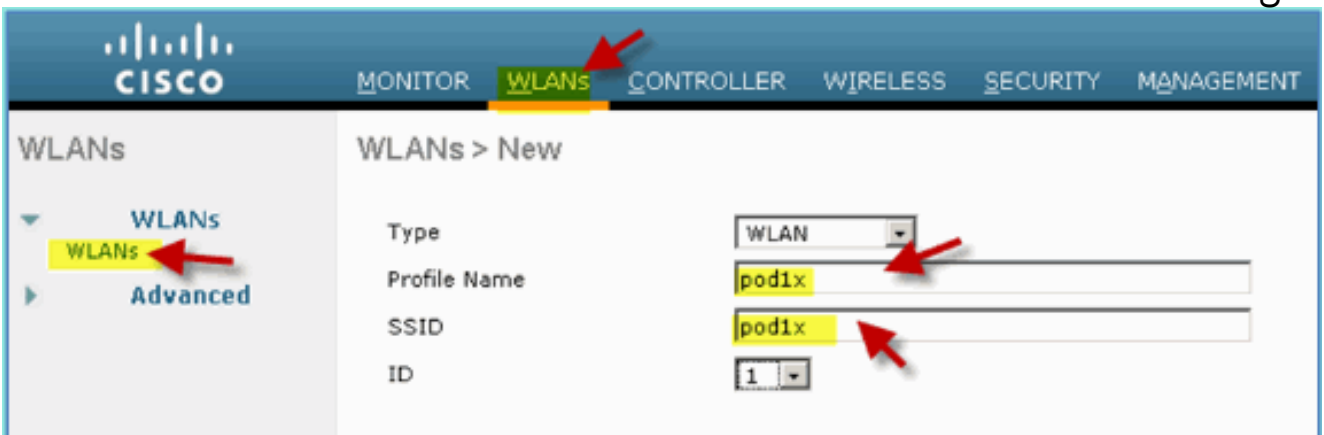 g
CISCO
MONITOR WLANs CONTROLLER WIRELESS SECURITY MANAGEMENT
WLANs
WLANs > New
WLANs
WLANs
Advanced
Type WLAN
Profile Name pod1x
SSID pod1x
ID 1